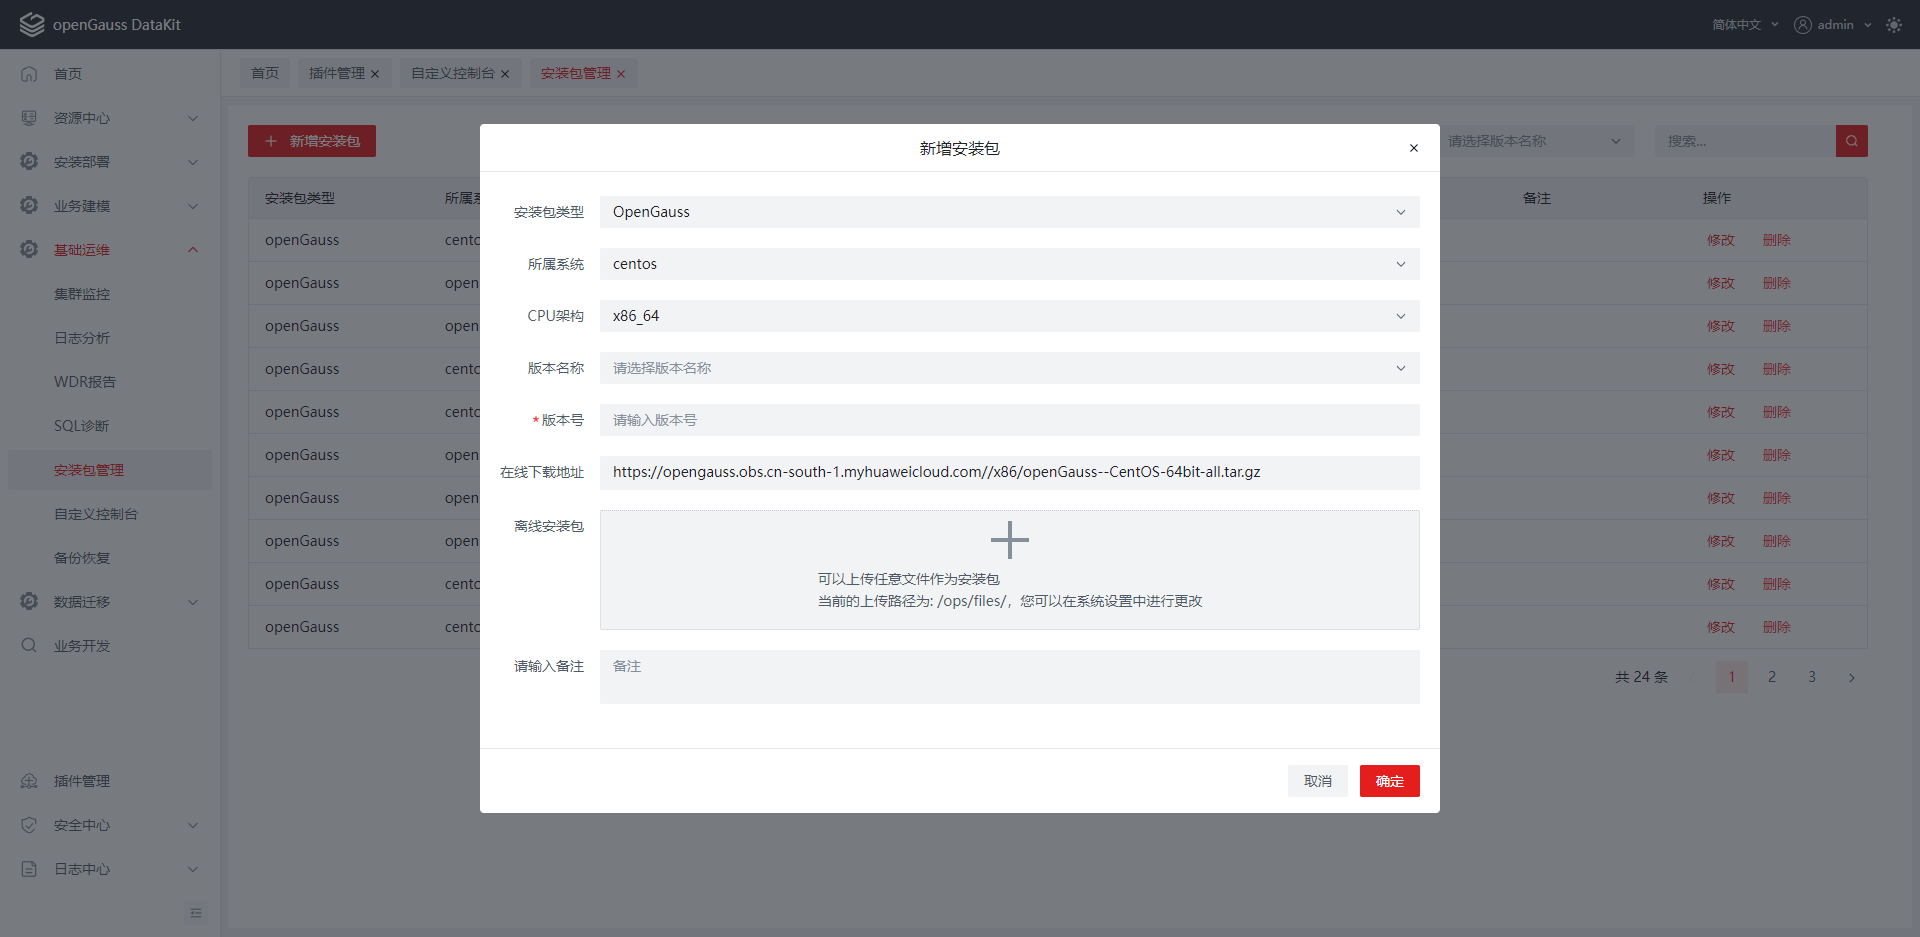 openGauss DataKit
简体中文
admin
首页
资源中心
安装部署
业务建模
基础运维
集群监控
日志分析
WDR报告
SQL诊断
安装包管理
自定义控制台
备份恢复
数据迁移
业务开发
插件管理
安全中心
日志中心
首页
插件管理
自定义控制台
安装包管理
新增安装包
请选择版本名称
搜索...
安装包类型
所属系
备注
操作
openGauss
cento
修改
删除
openGauss
open
修改
删除
openGauss
open
修改
删除
openGauss
cento
修改
删除
openGauss
cento
修改
删除
openGauss
open
修改
删除
openGauss
open
修改
删除
openGauss
open
修改
删除
openGauss
cento
修改
删除
openGauss
cento
修改
删除
共 24 条
1
2
3
新增安装包
安装包类型
OpenGauss
所属系统
centos
CPU架构
x86_64
版本名称
请选择版本名称
*版本号
请输入版本号
在线下载地址
https://opengauss.obs.cn-south-1.myhuaweicloud.com//x86/openGauss--CentOS-64bit-all.tar.gz
离线安装包
可以上传任意文件作为安装包
当前的上传路径为: /ops/files/，您可以在系统设置中进行更改
请输入备注
备注
取消
确定